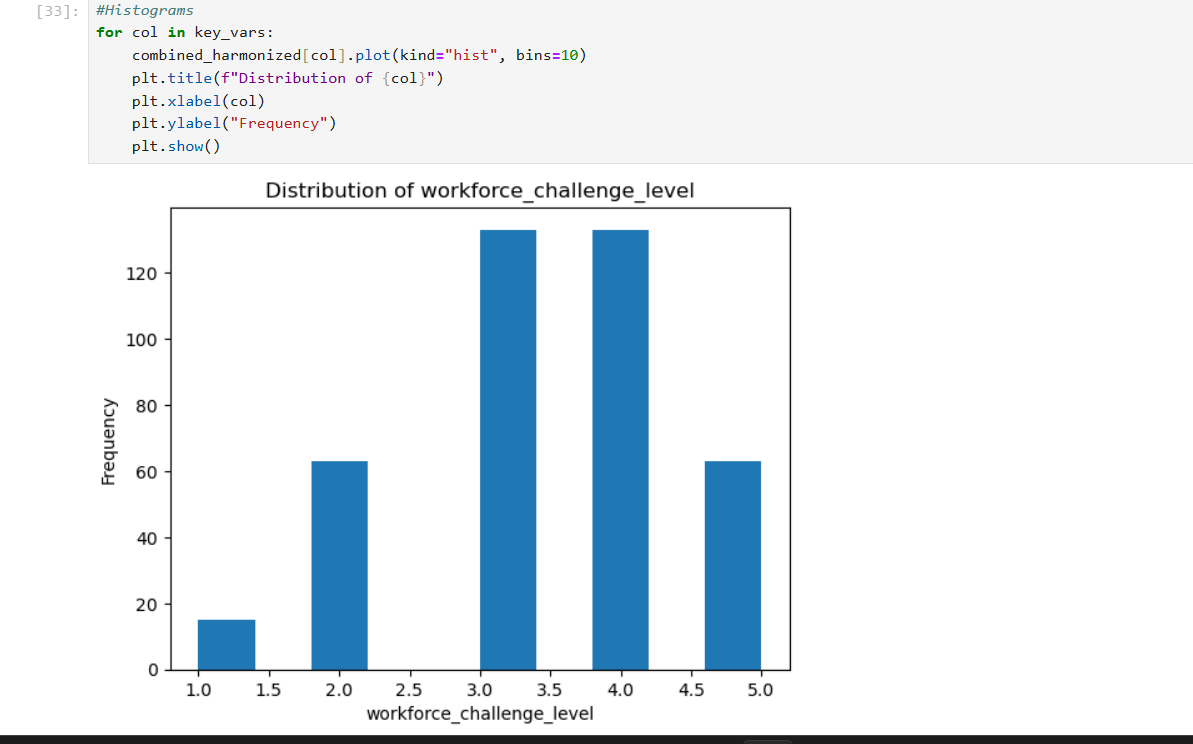 [33]: #Histograms
for col in key_vars:
    combined_harmonized[col].plot(kind="hist", bins=10)
    plt.title(f"Distribution of {col}")
    plt.xlabel(col)
    plt.ylabel("Frequency")
    plt.show()
Distribution of workforce_challenge_level
120
100
80
60
40
20
0
Frequency
1.0 1.5 2.0 2.5 3.0 3.5 4.0 4.5 5.0
workforce_challenge_level